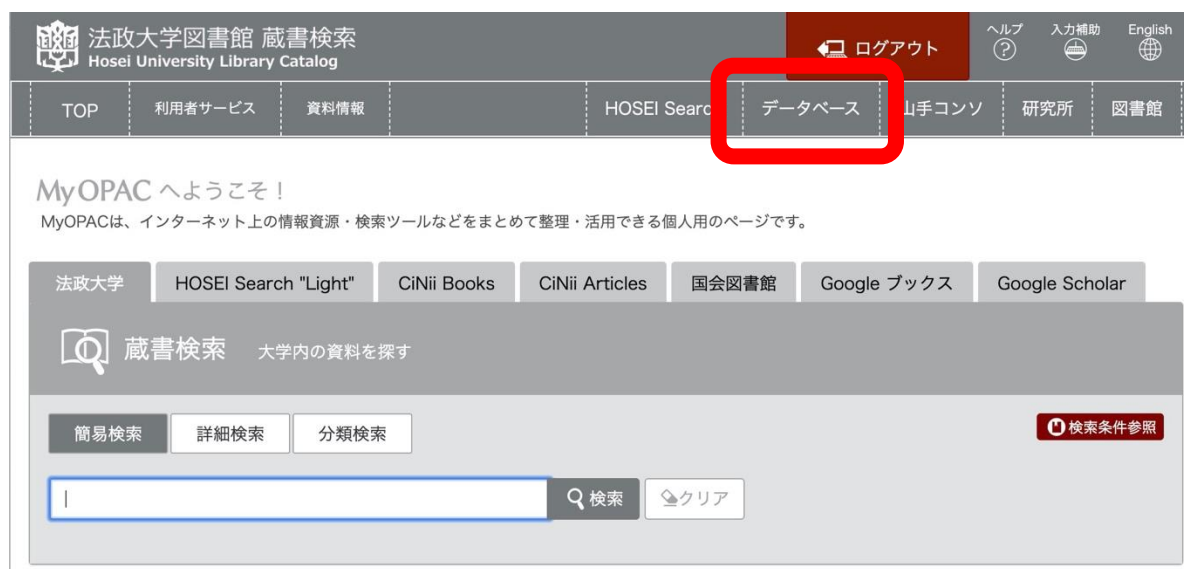 法政大学図書館 蔵書検索
Hosei University Library Catalog
ログアウト
ヘルプ 入力補助 English
TOP 利用者サービス 資料情報 HOSEI Searc データベース 山手コンソ 研究所 図書館
My OPAC へようこそ！
MyOPACは、インターネット上の情報資源・検索ツールなどをまとめて整理・活用できる個人用のページです。
法政大学 HOSEI Search "Light" CiNii Books CiNii Articles 国会図書館 Google ブックス Google Scholar
蔵書検索 大学内の資料を探す
簡易検索 詳細検索 分類検索 検索条件参照
検索 クリア